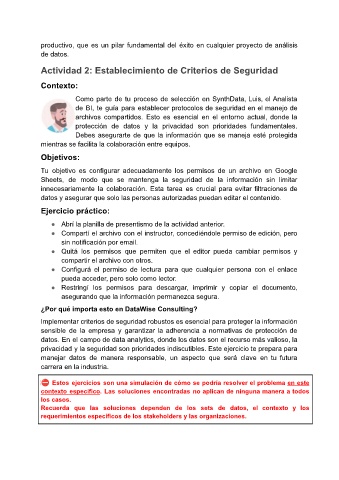 productivo, que es un pilar fundamental del éxito en cualquier proyecto de análisis
de datos.
Actividad 2: Establecimiento de Criterios de Seguridad
Contexto:
Como parte de tu proceso de selección en SynthData, Luis, el Analista
de BI, te guía para establecer protocolos de seguridad en el manejo de
archivos compartidos. Esto es esencial en el entorno actual, donde la
protección de datos y la privacidad son prioridades fundamentales.
Debes asegurarte de que la información que se maneja esté protegida
mientras se facilita la colaboración entre equipos.
Objetivos:
Tu objetivo es configurar adecuadamente los permisos de un archivo en Google
Sheets, de modo que se mantenga la seguridad de la información sin limitar
innecesariamente la colaboración. Esta tarea es crucial para evitar filtraciones de
datos y asegurar que solo las personas autorizadas puedan editar el contenido.
Ejercicio práctico:
● Abrí la planilla de presentismo de la actividad anterior.
● Compartí el archivo con el instructor, concediéndole permiso de edición, pero
sin notificación por email.
● Quitá los permisos que permiten que el editor pueda cambiar permisos y
compartir el archivo con otros.
● Configurá el permiso de lectura para que cualquier persona con el enlace
pueda acceder, pero solo como lector.
● Restringí los permisos para descargar, imprimir y copiar el documento,
asegurando que la información permanezca segura.
¿Por qué importa esto en DataWise Consulting?
Implementar criterios de seguridad robustos es esencial para proteger la información
sensible de la empresa y garantizar la adherencia a normativas de protección de
datos. En el campo de data analytics, donde los datos son el recurso más valioso, la
privacidad y la seguridad son prioridades indiscutibles. Este ejercicio te prepara para
manejar datos de manera responsable, un aspecto que será clave en tu futura
carrera en la industria.
⛔ Estos ejercicios son una simulación de cómo se podría resolver el problema en este
contexto específico. Las soluciones encontradas no aplican de ninguna manera a todos
los casos.
Recuerda que las soluciones dependen de los sets de datos, el contexto y los
requerimientos específicos de los stakeholders y las organizaciones.